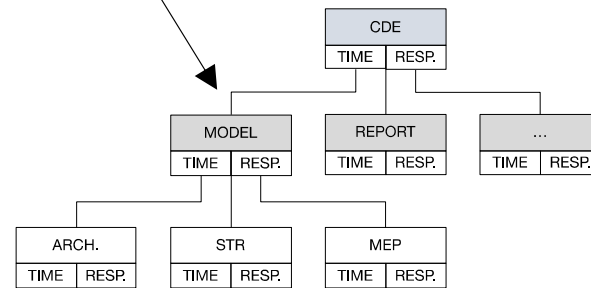 CDE
TIME RESP.
MODEL REPORT ...
TIME RESP. TIME RESP. TIME RESP.
ARCH. STR MEP
TIME RESP. TIME RESP. TIME RESP.